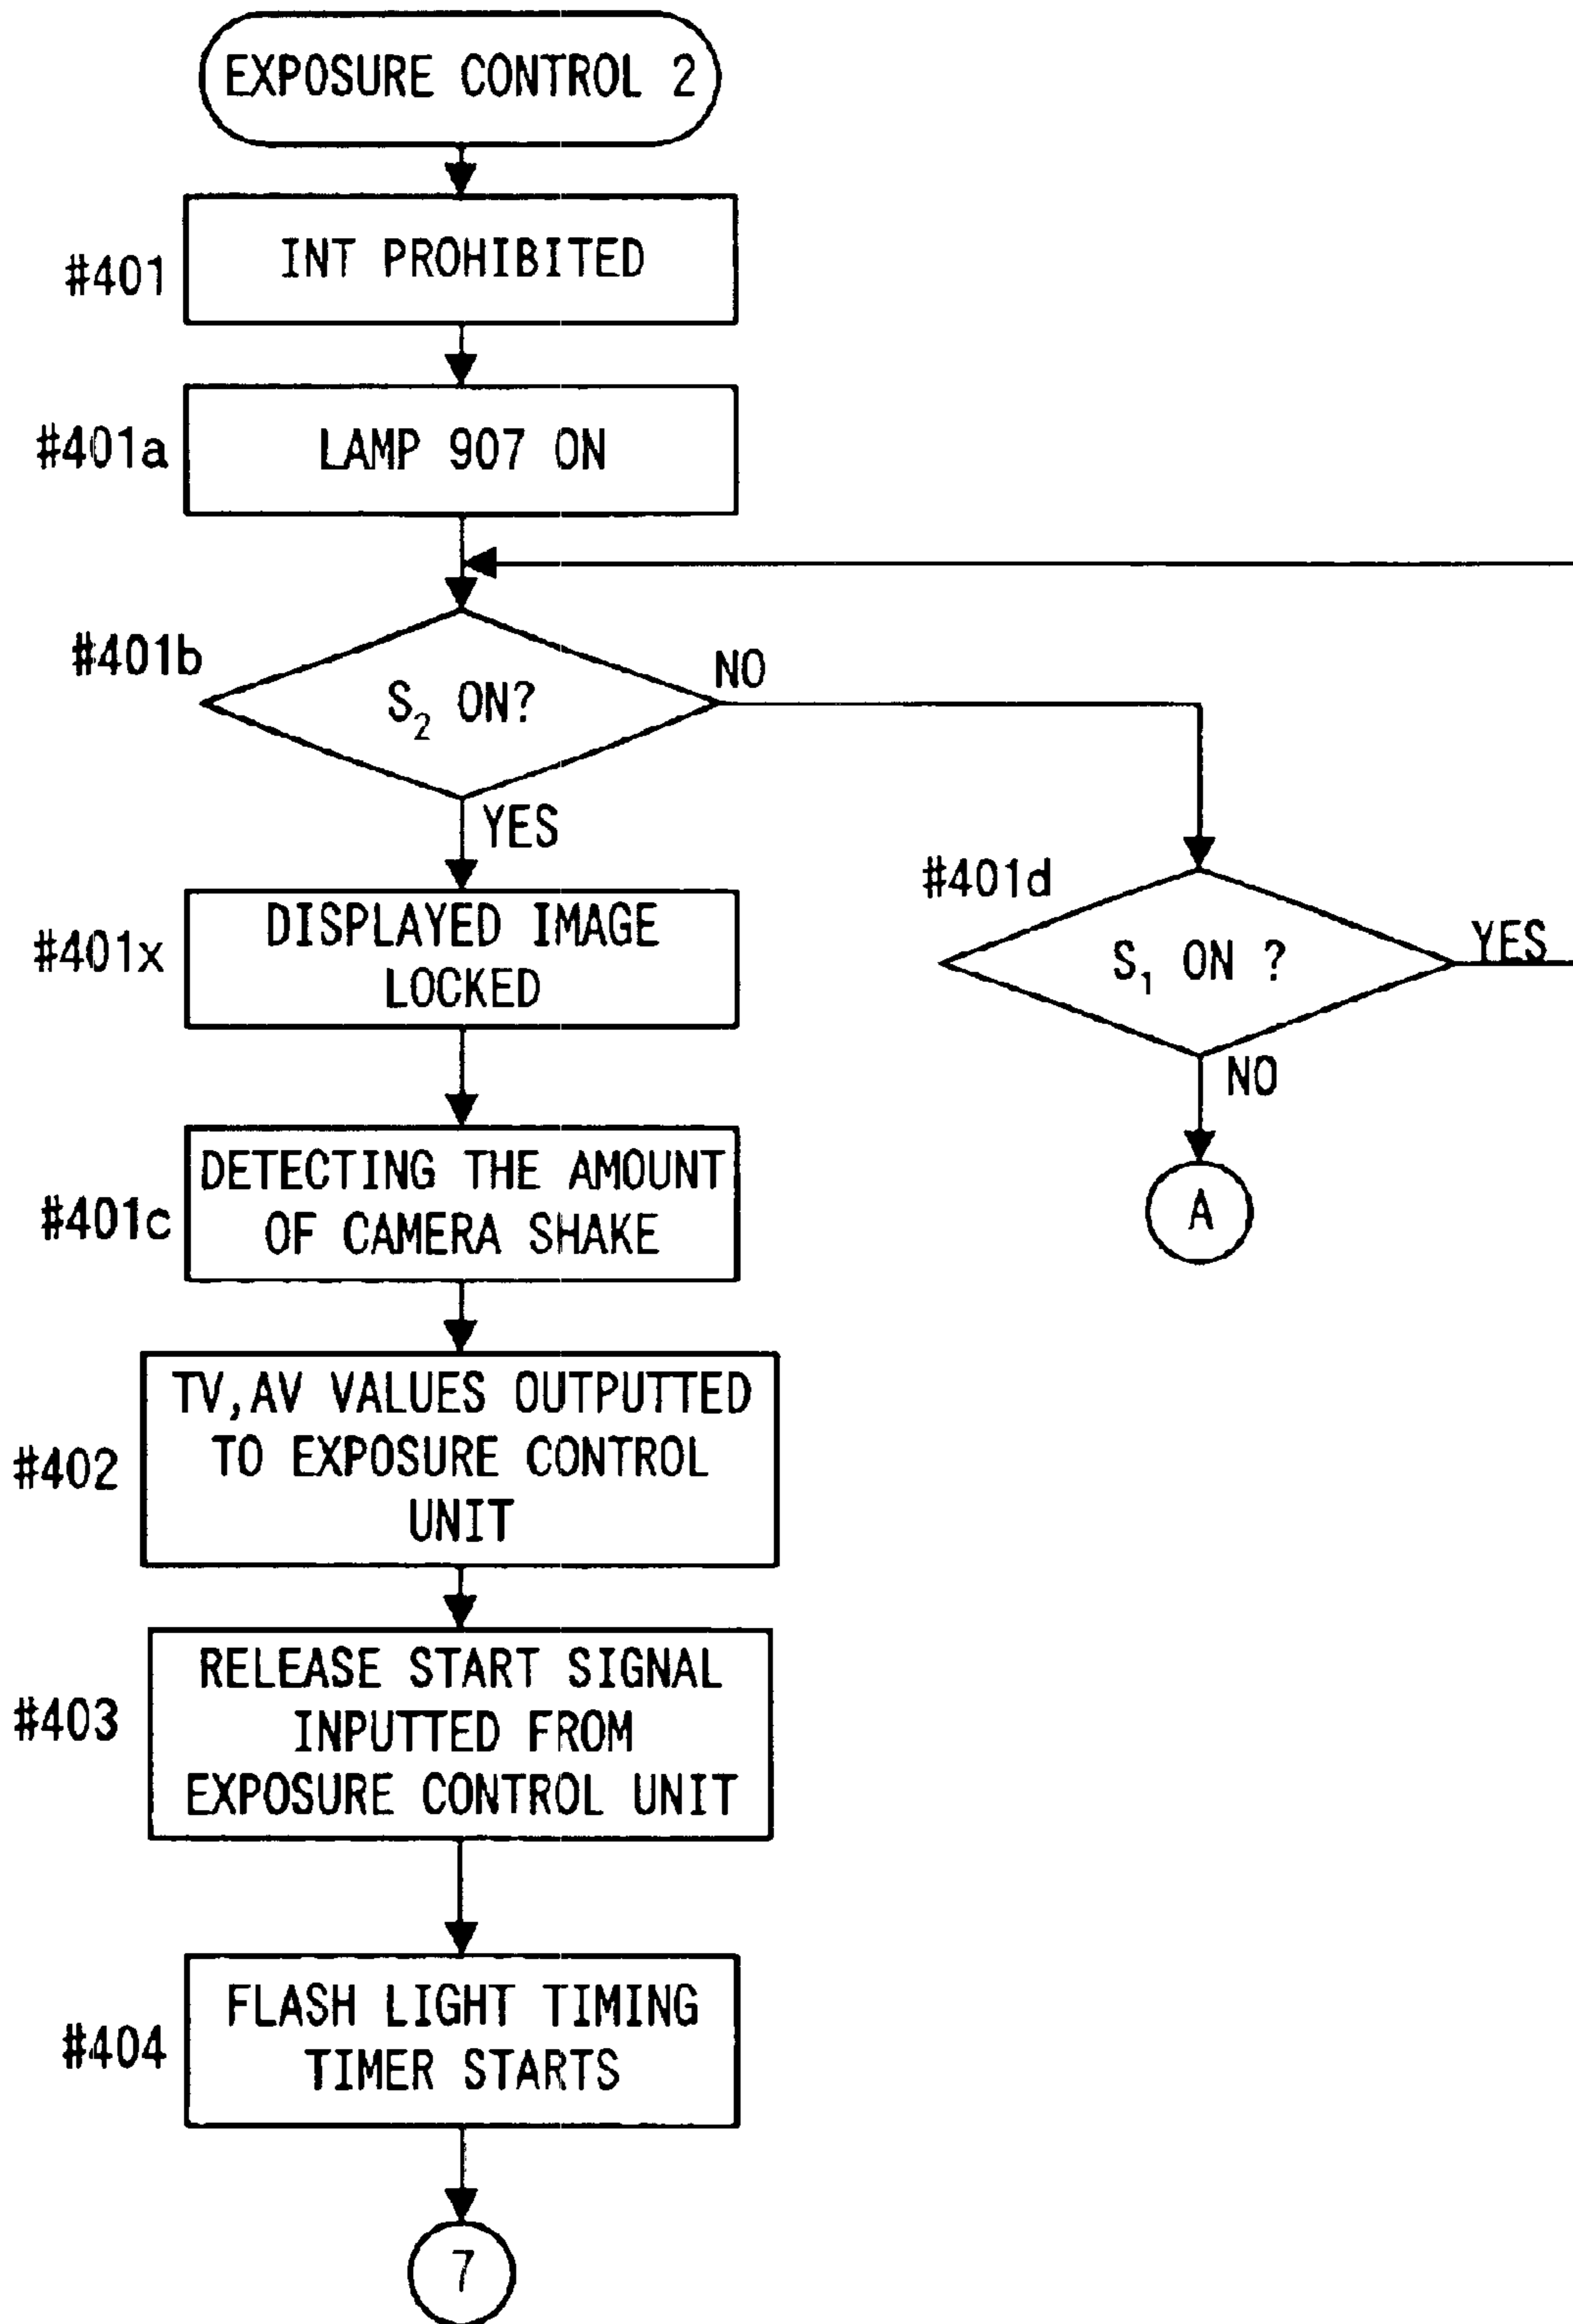 EXPOSURE CONTROL 2
#401
INT PROHIBITED
#401a
LAMP 907 ON
#401b
S₂ ON?
NO
YES
#401x
DISPLAYED IMAGE
LOCKED
#401d
S₁ ON ?
YES
NO
A
#401c
DETECTING THE AMOUNT
OF CAMERA SHAKE
#402
TV,AV VALUES OUTPUTTED
TO EXPOSURE CONTROL
UNIT
#403
RELEASE START SIGNAL
INPUTTED FROM
EXPOSURE CONTROL UNIT
#404
FLASH LIGHT TIMING
TIMER STARTS
7